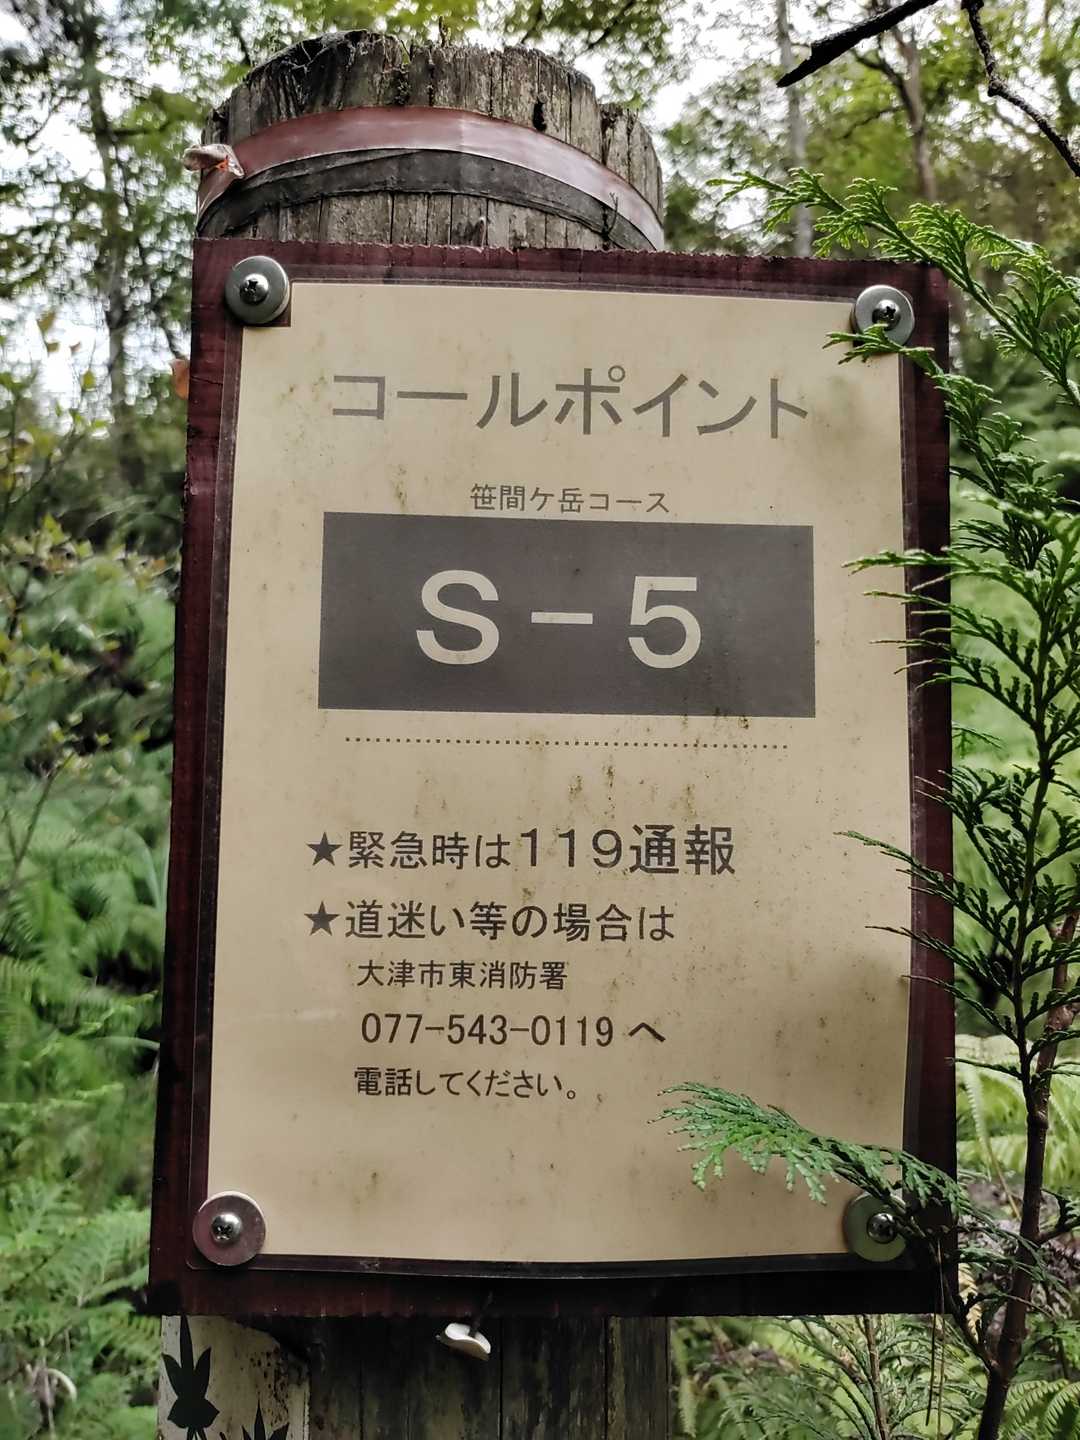 コールポイント
笹間ケ岳コース
S-5
★緊急時は119通報
★道迷い等の場合は
大津市東消防署
077-543-0119 へ
電話してください。